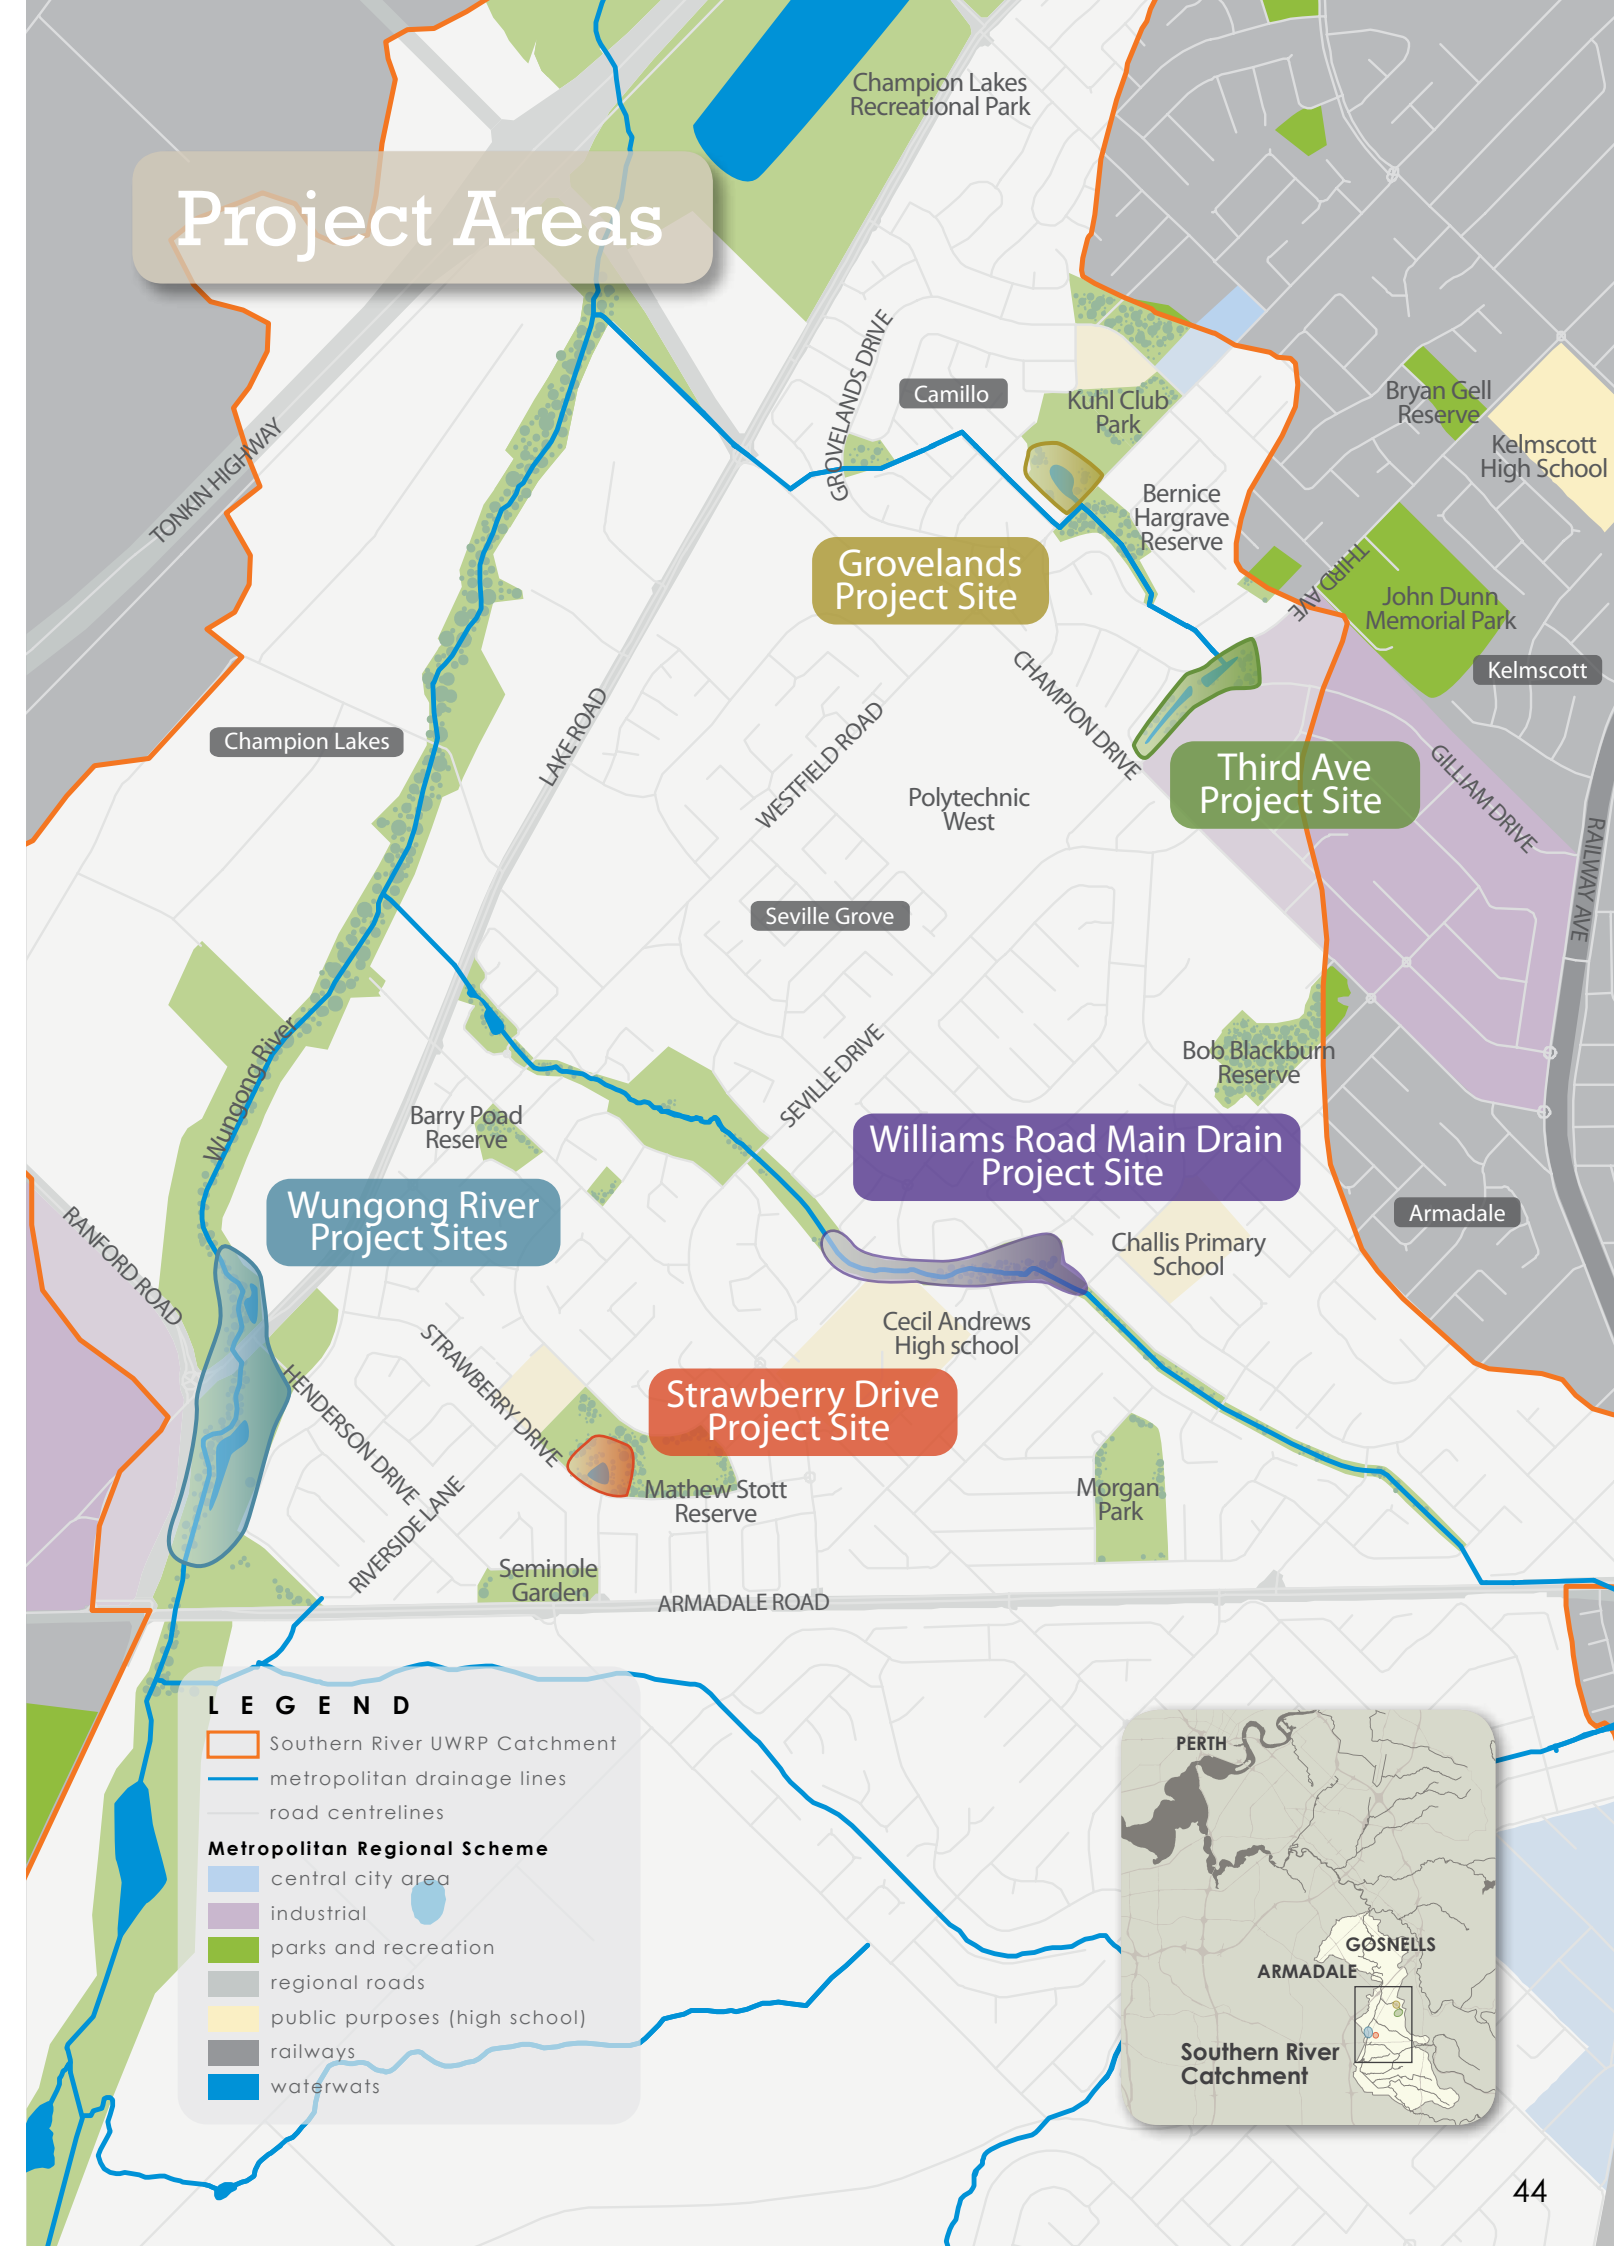 Champion Lakes
Recreational Park
Project Areas
GROVELANDS DRIVE
Camillo
Kuhl Club
Park
Bryan Gell
Reserve
Kelmscott
High School
TONKIN HIGHWAY
Bernice
Hargrave
Reserve
Grovelands
Project Site
THIRD AVE
John Dunn
Memorial Park
Kelmscott
CHAMPION DRIVE
Champion Lakes
LAKE ROAD
WESTFIELD ROAD
Polytechnic
West
Third Ave
Project Site
GILLIAM DRIVE
RAILWAY AVE
Seville Grove
Wungong River
SEVILLE DRIVE
Bob Blackburn
Reserve
Barry Poad
Reserve
Williams Road Main Drain
Project Site
Wungong River
Project Sites
RANFORD ROAD
Armadale
Challis Primary
School
Cecil Andrews
High school
STRAWBERRY DRIVE
HENDERSON DRIVE
Strawberry Drive
Project Site
Mathew Stott
Reserve
Morgan
Park
RIVERSIDE LANE
Seminole
Garden
ARMADALE ROAD
LEGEND
Southern River UWRP Catchment
metropolitan drainage lines
road centrelines
Metropolitan Regional Scheme
central city area
industrial
parks and recreation
regional roads
public purposes (high school)
railways
waterwats
PERTH
GOSNELLS
ARMADALE
Southern River
Catchment
44